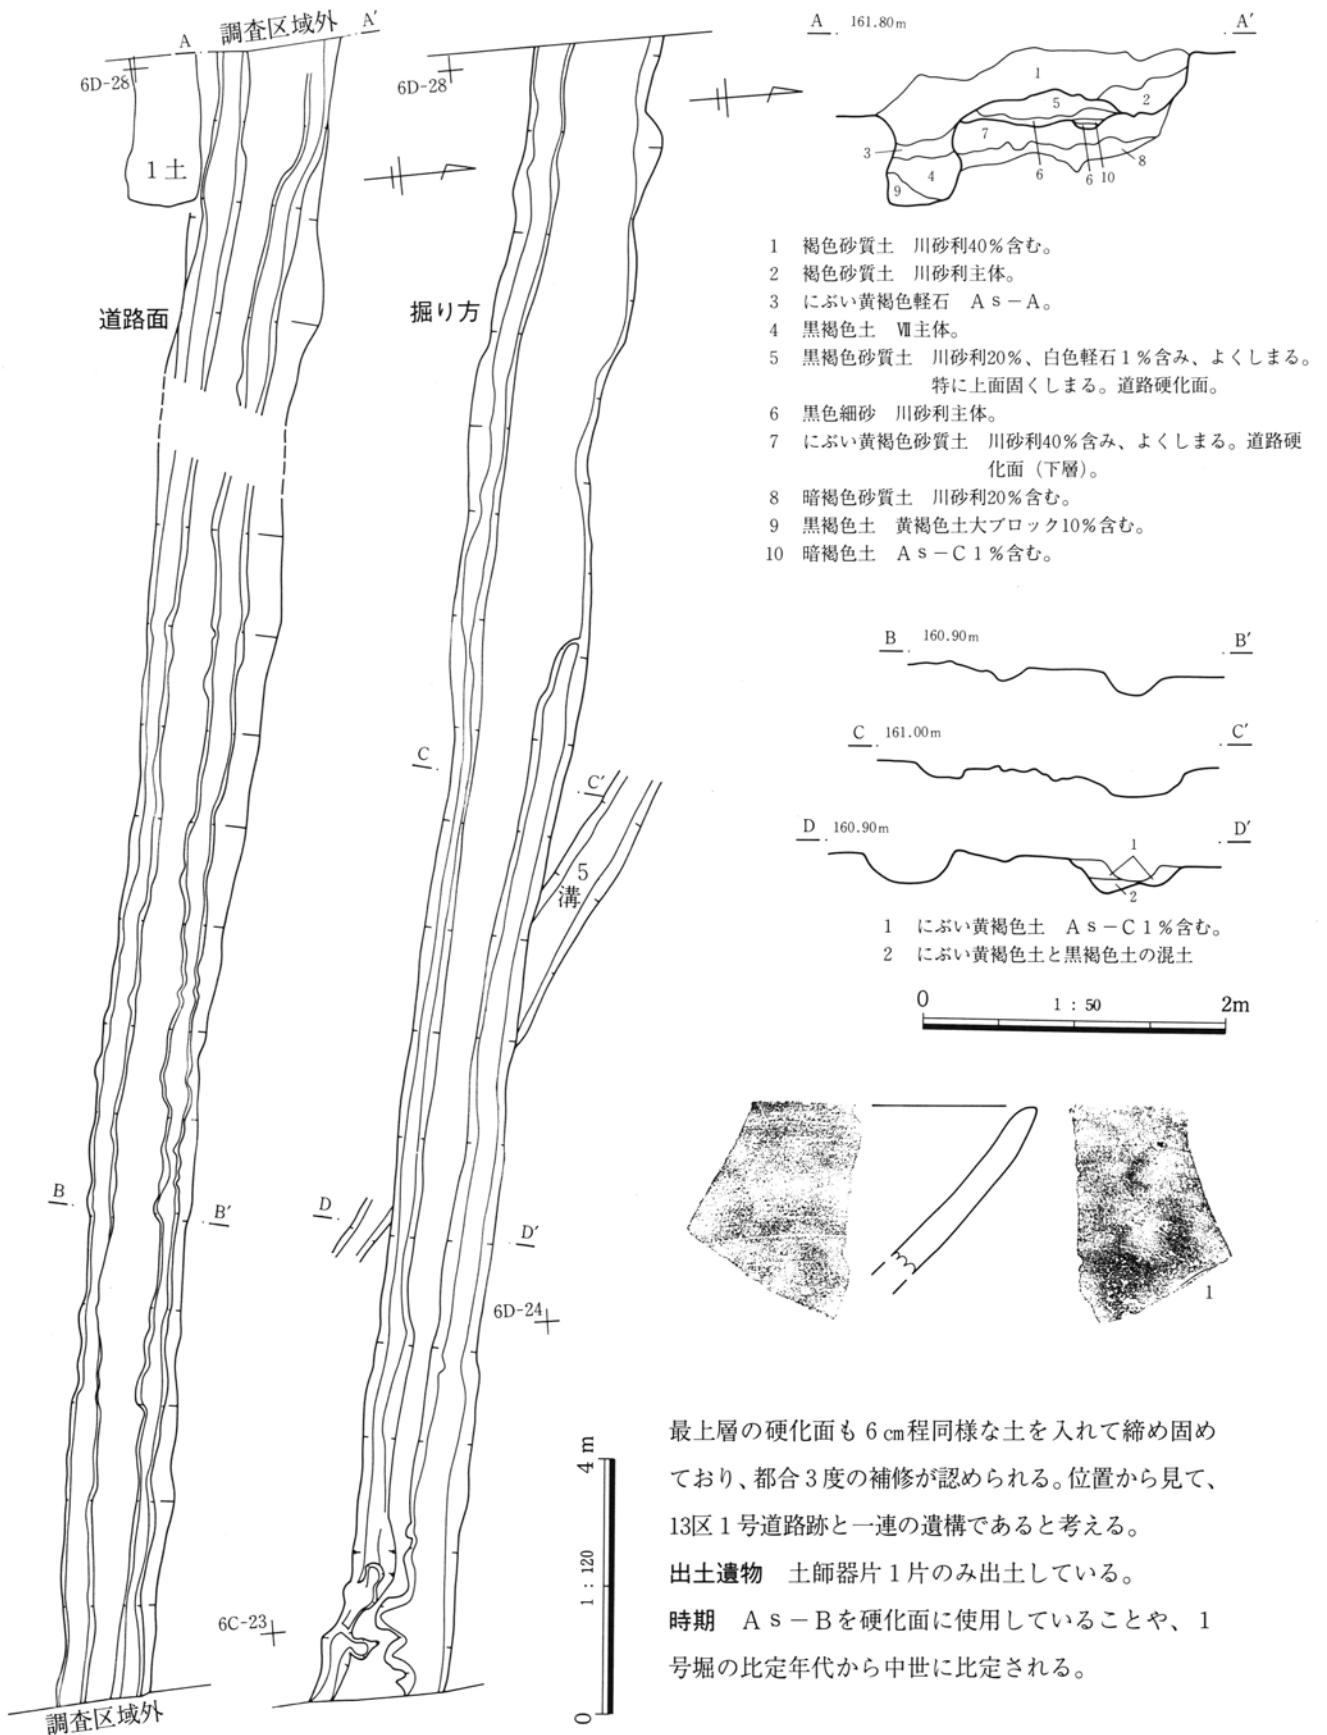 調査区域外
A
A′
6D-28
1土
道路面
B
B′
調査区域外
6D-28
掘り方
C
C′
5
溝
D
D′
6D-24
6C-23
0
1：120
4m
A 161.80m A′
1
2
5
7
3
4
9
6
6
10
8
1 褐色砂質土 川砂利40％含む。
2 褐色砂質土 川砂利主体。
3 にぶい黄褐色軽石 Ａｓ－Ａ。
4 黒褐色土 Ⅶ主体。
5 黒褐色砂質土 川砂利20％、白色軽石1％含み、よくしまる。
特に上面固くしまる。道路硬化面。
6 黒色細砂 川砂利主体。
7 にぶい黄褐色砂質土 川砂利40％含み、よくしまる。道路硬
化面（下層）。
8 暗褐色砂質土 川砂利20％含む。
9 黒褐色土 黄褐色土大ブロック10％含む。
10 暗褐色土 Ａｓ－Ｃ1％含む。
B 160.90m B′
C 161.00m C′
D 160.90m D′
1
2
1 にぶい黄褐色土 Ａｓ－Ｃ1％含む。
2 にぶい黄褐色土と黒褐色土の混土
0 1：50 2m
1
最上層の硬化面も6cm程同様な土を入れて締め固め
ており、都合3度の補修が認められる。位置から見て、
13区1号道路跡と一連の遺構であると考える。
出土遺物 土師器片1片のみ出土している。
時期 Ａｓ－Ｂを硬化面に使用していることや、1
号堀の比定年代から中世に比定される。